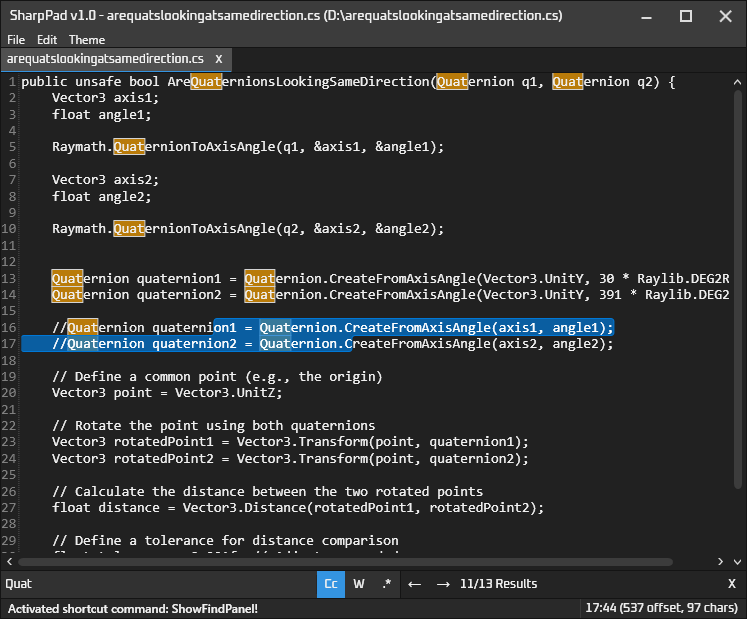 SharpPad v1.0 - arequatslookingatsamedirection.cs (D:\arequatslookingatsamedirection.cs)
File Edit Theme
arequatslookingatsamedirection.cs X
1 public unsafe bool AreQuaternionsLookingSameDirection(Quaternion q1, Quaternion q2) {
2 Vector3 axis1;
3 float angle1;
4
5 Raymath.QuaternionToAxisAngle(q1, &axis1, &angle1);
6
7 Vector3 axis2;
8 float angle2;
9
10 Raymath.QuaternionToAxisAngle(q2, &axis2, &angle2);
11
12
13 Quaternion quaternion1 = Quaternion.CreateFromAxisAngle(Vector3.UnitY, 30 * Raylib.DEG2R
14 Quaternion quaternion2 = Quaternion.CreateFromAxisAngle(Vector3.UnitY, 391 * Raylib.DEG2
15
16 //Quaternion quaternion1 = Quaternion.CreateFromAxisAngle(axis1, angle1);
17 //Quaternion quaternion2 = Quaternion.CreateFromAxisAngle(axis2, angle2);
18
19 // Define a common point (e.g., the origin)
20 Vector3 point = Vector3.UnitZ;
21
22 // Rotate the point using both quaternions
23 Vector3 rotatedPoint1 = Vector3.Transform(point, quaternion1);
24 Vector3 rotatedPoint2 = Vector3.Transform(point, quaternion2);
25
26 // Calculate the distance between the two rotated points
27 float distance = Vector3.Distance(rotatedPoint1, rotatedPoint2);
28
29 // Define a tolerance for distance comparison
Quat Cc W .* ← → 11/13 Results X
Activated shortcut command: ShowFindPanel! 17:44 (537 offset, 97 chars)